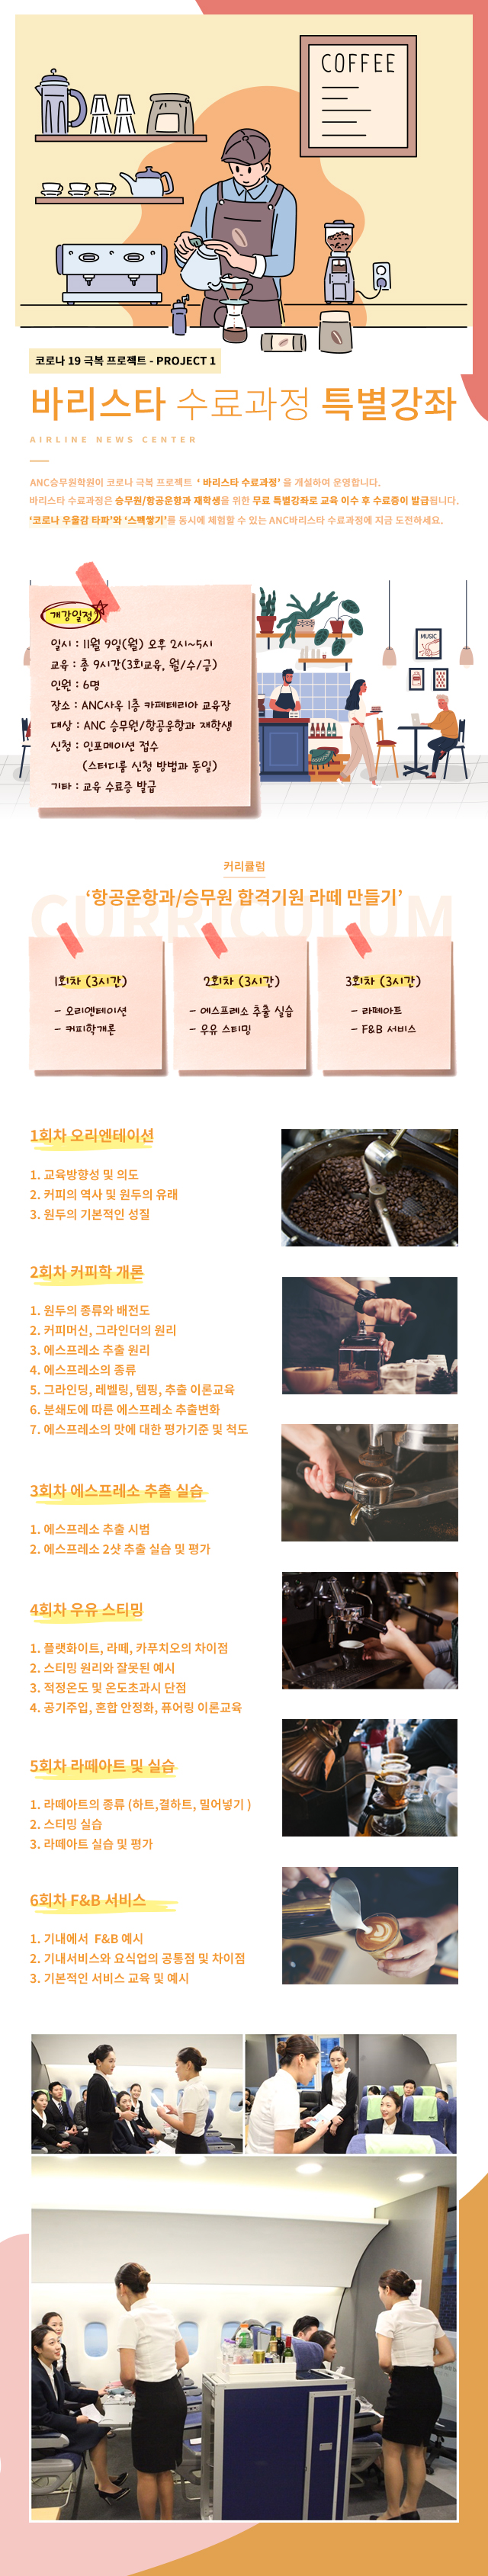 COFFEE
코로나 19 극복 프로젝트 - PROJECT 1
바리스타 수료과정 특별강좌
AIRLINE NEWS CENTER
ANC승무원학원이 코로나 극복 프로젝트 ‘ 바리스타 수료과정’ 을 개설하여 운영합니다.
바리스타 수료과정은 승무원/항공운항과 재학생을 위한 무료 특별강좌로 교육 이수 후 수료증이 발급됩니다.
‘코로나 우울감 타파’와 ‘스펙쌓기’를 동시에 체험할 수 있는 ANC바리스타 수료과정에 지금 도전하세요.
개강일정
일시 : 11월 9일(월) 오후 2시~5시
교육 : 총 9시간(3회교육, 월/수/금)
인원 : 6명
장소 : ANC사옥 1층 카페테리아 교육장
대상 : ANC 승무원/항공운항과 재학생
신청 : 인포메이션 접수
(스터디룸 신청 방법과 동일)
기타 : 교육 수료증 발급
MUSIC
커리큘럼
CURRICULUM
‘항공운항과/승무원 합격기원 라떼 만들기’
1회차 (3시간)
- 오리엔테이션
- 커피학개론
2회차 (3시간)
- 에스프레소 추출 실습
- 우유 스티밍
3회차 (3시간)
- 라떼아트
- F&B 서비스
1회차 오리엔테이션
1. 교육방향성 및 의도
2. 커피의 역사 및 원두의 유래
3. 원두의 기본적인 성질
2회차 커피학 개론
1. 원두의 종류와 배전도
2. 커피머신, 그라인더의 원리
3. 에스프레소 추출 원리
4. 에스프레소의 종류
5. 그라인딩, 레벨링, 템핑, 추출 이론교육
6. 분쇄도에 따른 에스프레소 추출변화
7. 에스프레소의 맛에 대한 평가기준 및 척도
3회차 에스프레소 추출 실습
1. 에스프레소 추출 시범
2. 에스프레소 2샷 추출 실습 및 평가
4회차 우유 스티밍
1. 플랫화이트, 라떼, 카푸치오의 차이점
2. 스티밍 원리와 잘못된 예시
3. 적정온도 및 온도초과시 단점
4. 공기주입, 혼합 안정화, 퓨어링 이론교육
5회차 라떼아트 및 실습
1. 라떼아트의 종류 (하트,결하트, 밀어넣기 )
2. 스티밍 실습
3. 라떼아트 실습 및 평가
6회차 F&B 서비스
1. 기내에서 F&B 예시
2. 기내서비스와 요식업의 공통점 및 차이점
3. 기본적인 서비스 교육 및 예시